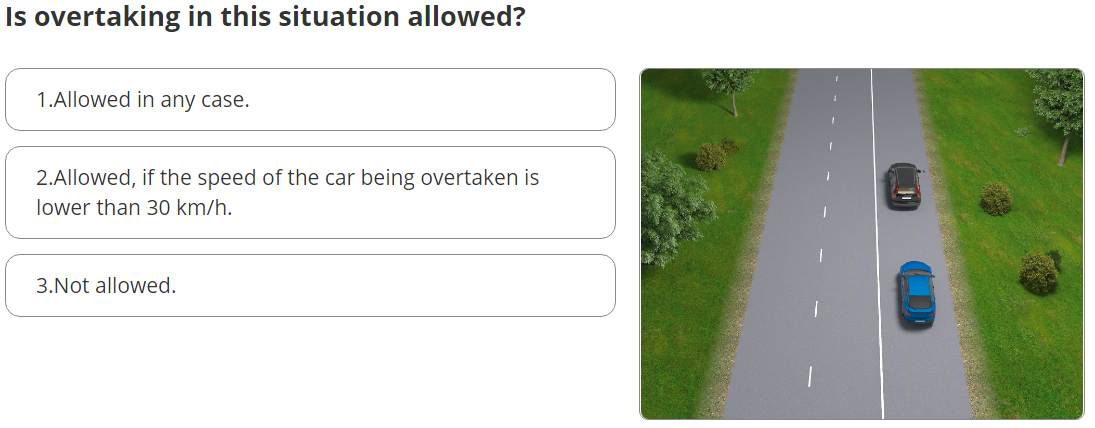 Is overtaking in this situation allowed?
1.Allowed in any case.
2.Allowed, if the speed of the car being overtaken is
lower than 30 km/h.
3.Not allowed.